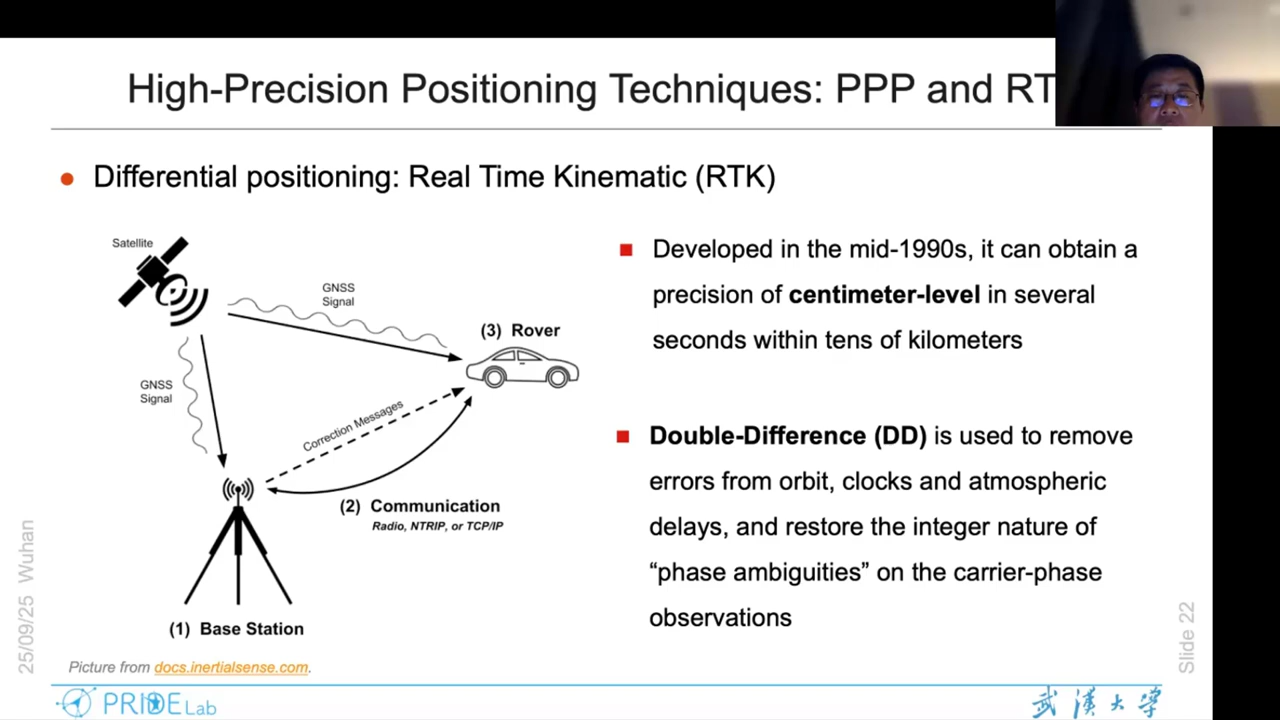 High-Precision Positioning Techniques: PPP and RT
Differential positioning: Real Time Kinematic (RTK)
Satellite
GNSS
Signal
(3) Rover
GNSS
Signal
Correction Messages
(2) Communication
Radio, NTRIP, or TCP/IP
(1) Base Station
Picture from docs.inertialsense.com.
Developed in the mid-1990s, it can obtain a
precision of centimeter-level in several
seconds within tens of kilometers
Double-Difference (DD) is used to remove
errors from orbit, clocks and atmospheric
delays, and restore the integer nature of
“phase ambiguities” on the carrier-phase
observations
25/09/25 Wuhan
Slide 22
PRIDE Lab
武漢大学